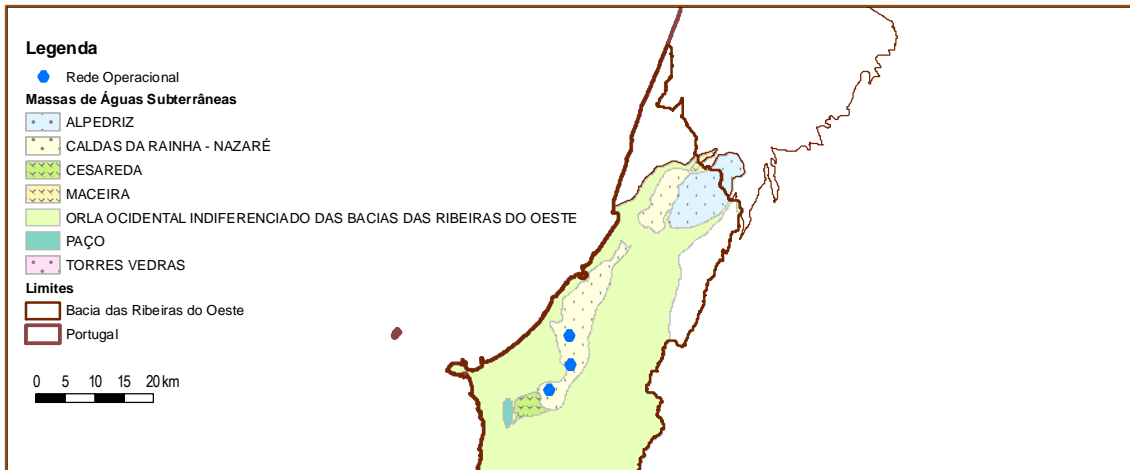 Legenda
Rede Operacional
Massas de Águas Subterrâneas
ALPEDRIZ
CALDAS DA RAINHA - NAZARÉ
CESAREDA
MACEIRA
ORLA OCIDENTAL INDIFERENCIADO DAS BACIAS DAS RIBEIRAS DO OESTE
PAÇO
TORRES VEDRAS
Limites
Bacia das Ribeiras do Oeste
Portugal
0 5 10 15 20 km